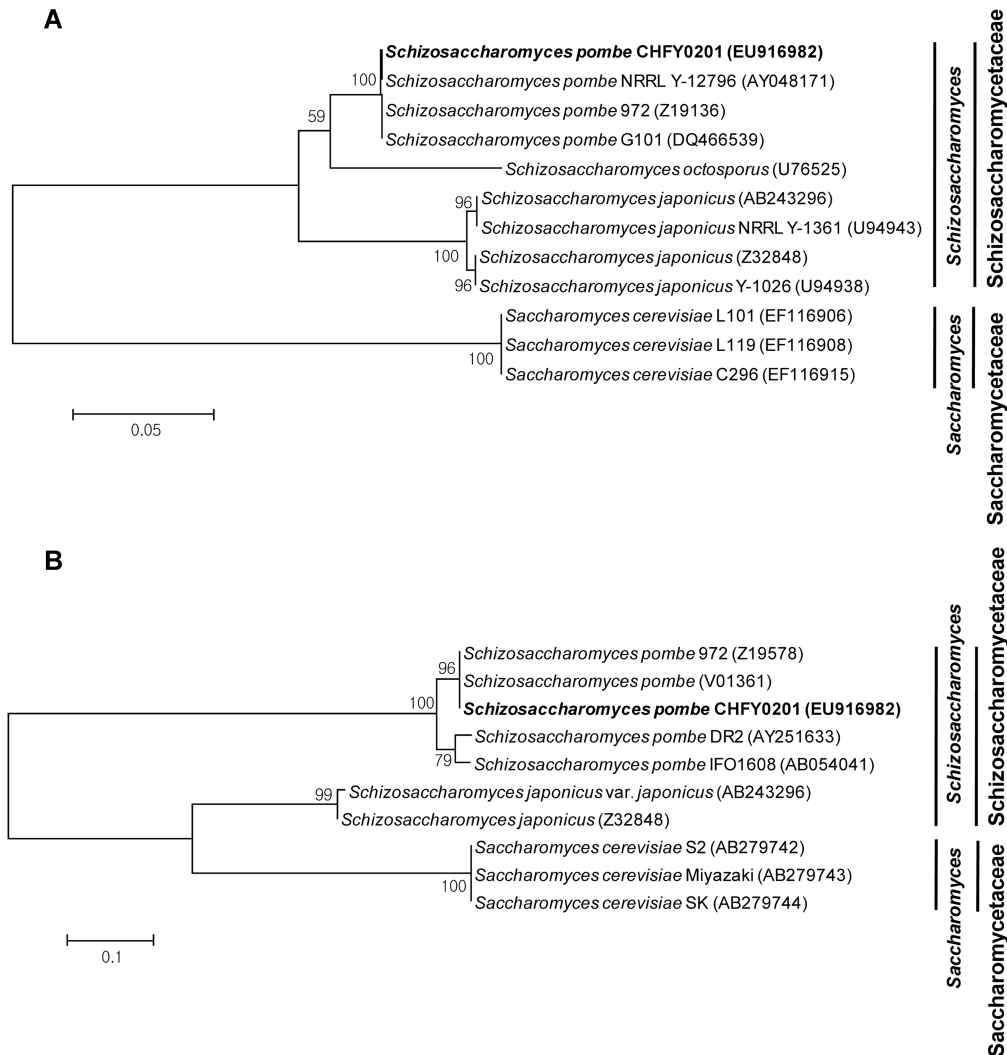 A
Schizosaccharomyces pombe CHFY0201 (EU916982)
100
Schizosaccharomyces pombe NRRL Y-12796 (AY048171)
59
Schizosaccharomyces pombe 972 (Z19136)
Schizosaccharomyces pombe G101 (DQ466539)
Schizosaccharomyces octosporus (U76525)
96
Schizosaccharomyces japonicus (AB243296)
Schizosaccharomyces japonicus NRRL Y-1361 (U94943)
100
Schizosaccharomyces japonicus (Z32848)
96
Schizosaccharomyces japonicus Y-1026 (U94938)
Saccharomyces cerevisiae L101 (EF116906)
Saccharomyces cerevisiae L119 (EF116908)
100
Saccharomyces cerevisiae C296 (EF116915)
Schizosaccharomyces
Schizosaccharomycetaceae
Saccharomyces
Saccharomycetaceae
0.05
B
Schizosaccharomyces pombe 972 (Z19578)
96
Schizosaccharomyces pombe (V01361)
100
Schizosaccharomyces pombe CHFY0201 (EU916982)
Schizosaccharomyces pombe DR2 (AY251633)
79
Schizosaccharomyces pombe IFO1608 (AB054041)
99
Schizosaccharomyces japonicus var. japonicus (AB243296)
Schizosaccharomyces japonicus (Z32848)
Saccharomyces cerevisiae S2 (AB279742)
Saccharomyces cerevisiae Miyazaki (AB279743)
100
Saccharomyces cerevisiae SK (AB279744)
Schizosaccharomyces
Schizosaccharomycetaceae
Saccharomyces
Saccharomycetaceae
0.1